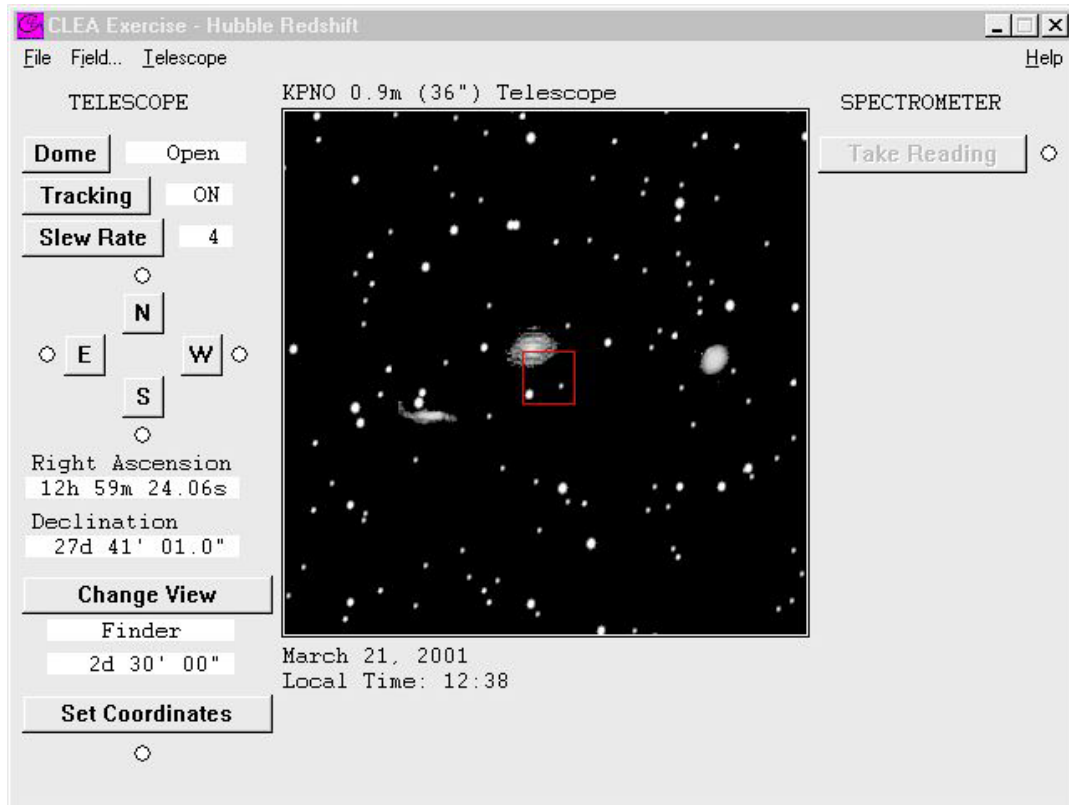 CLEA Exercise - Hubble Redshift
File Field... Telescope Help
TELESCOPE
KPNO 0.9m (36") Telescope
SPECTROMETER
Dome Open
Take Reading
Tracking ON
Slew Rate 4
N
E W
S
Right Ascension
12h 59m 24.06s
Declination
27d 41' 01.0"
Change View
Finder
2d 30' 00"
March 21, 2001
Local Time: 12:38
Set Coordinates